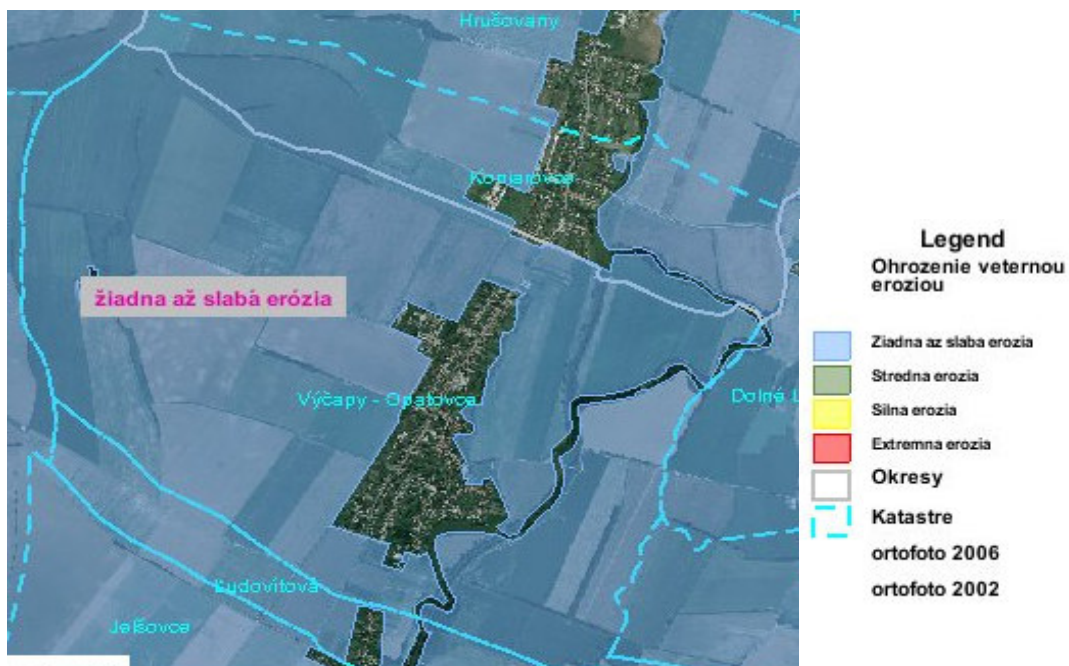 Hrušovany
Koniarovce
žiadna až slabá erózia
Výčapy - Opatovce
Dolné L
Ľudovítová
Jelšovce
Legend
Ohrozenie veternou
eroziou
Ziadna az slaba erozia
Stredna erozia
Silna erozia
Extremna erozia
Okresy
Katastre
ortofoto 2006
ortofoto 2002